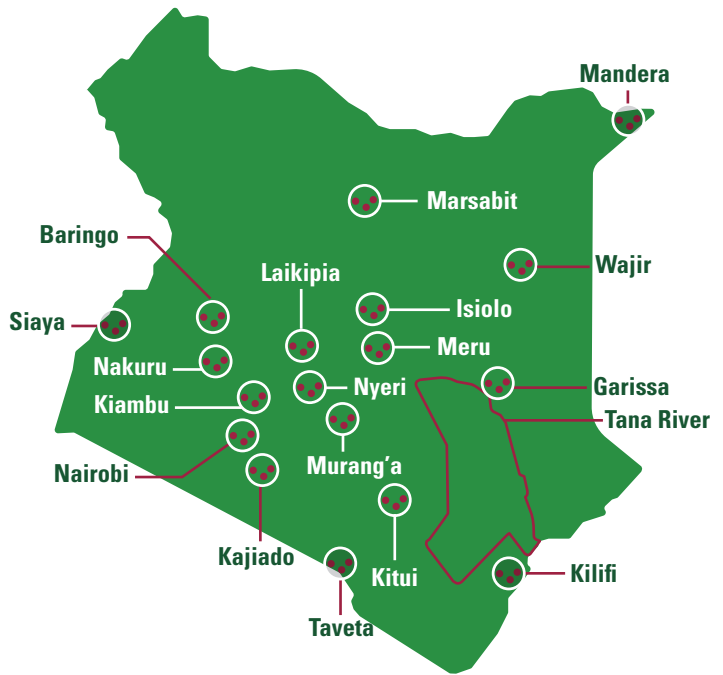 Mandera
Marsabit
Baringo
Wajir
Laikipia
Isiolo
Siaya
Meru
Nakuru
Nyeri
Garissa
Kiambu
Tana River
Murang'a
Nairobi
Kajiado
Kitui
Kilifi
Taveta